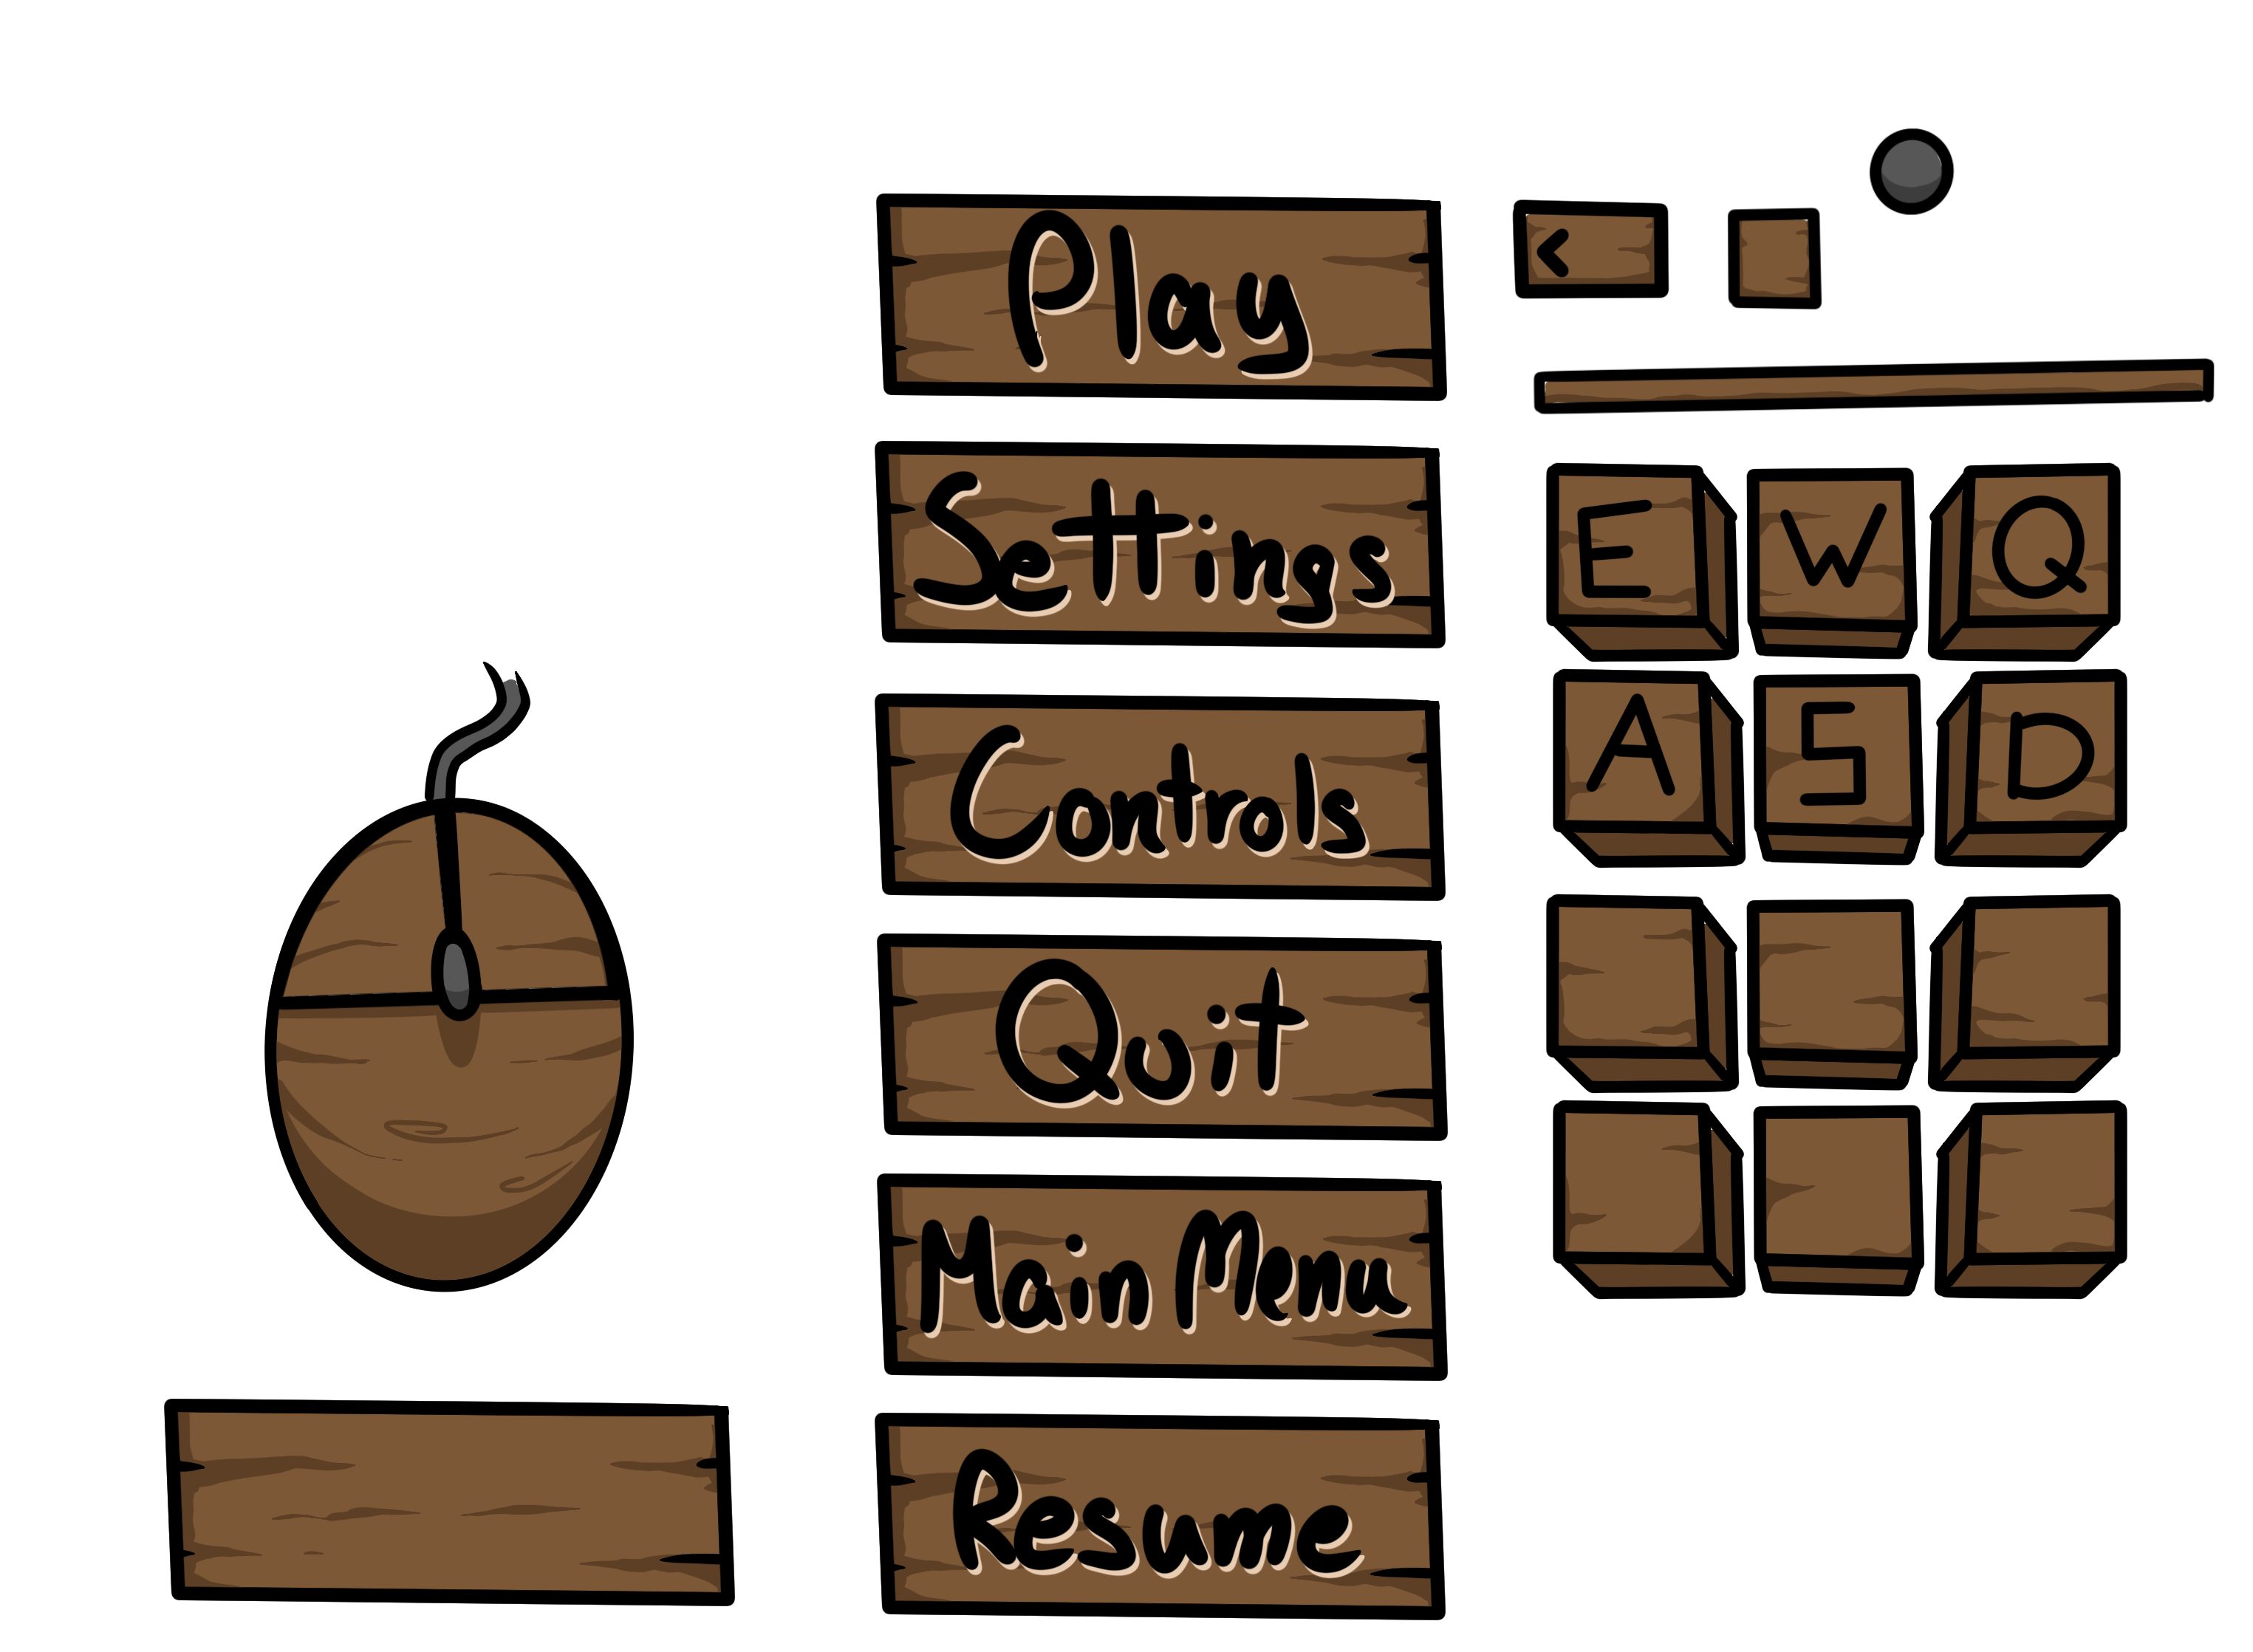 Play
<
Settings
E W Q
A S D
Controls
Quit
Main Menu
Resume